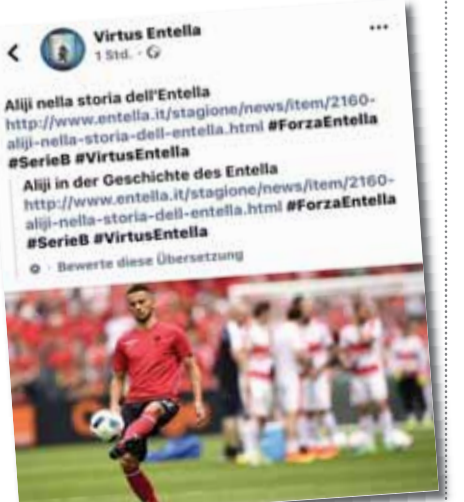 Virtus Entella
1 Std.
Aliji nella storia dell'Entella
http://www.entella.it/stagione/news/item/2160-
aliji-nella-storia-dell-entella.html #ForzaEntella
#SerieB #VirtusEntella
Aliji in der Geschichte des Entella
http://www.entella.it/stagione/news/item/2160-
aliji-nella-storia-dell-entella.html #ForzaEntella
#SerieB #VirtusEntella
Bewerte diese Übersetzung